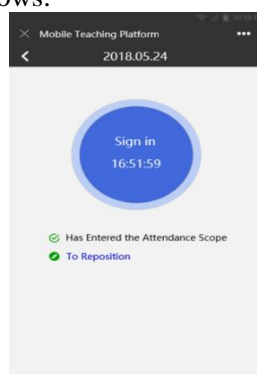 ows:
Mobile Teaching Platform
2018.05.24
Sign in
16:51:59
Has Entered the Attendance Scope
To Reposition